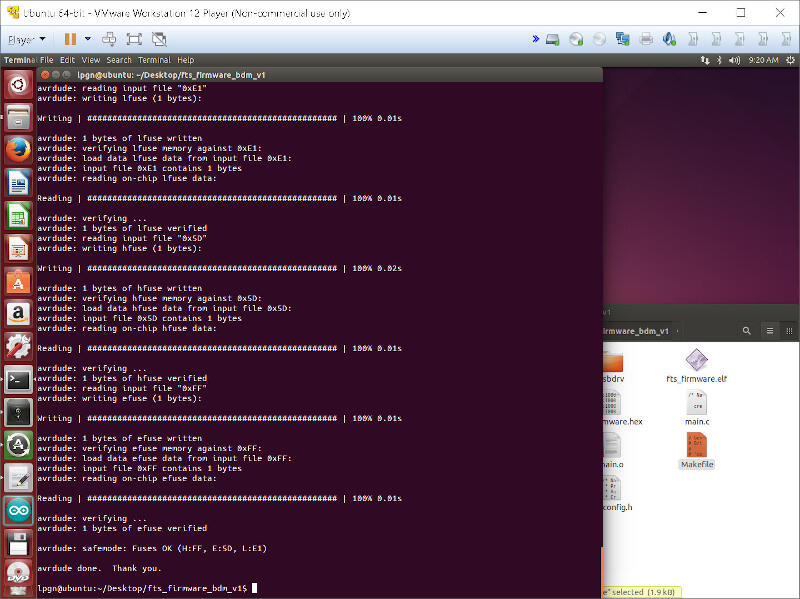 Ubuntu 64-bit - VMware Workstation 12 Player (Non-commercial use only)
Player
Terminal File Edit View Search Terminal Help
9:20 AM
lpgn@ubuntu: ~/Desktop/fts_firmware_bdm_v1
avrdude: reading input file "0xE1"
avrdude: writing lfuse (1 bytes):
Writing | ################################################## | 100% 0.01s
avrdude: 1 bytes of lfuse written
avrdude: verifying lfuse memory against 0xE1:
avrdude: load data lfuse data from input file 0xE1:
avrdude: input file 0xE1 contains 1 bytes
avrdude: reading on-chip lfuse data:
Reading | ################################################## | 100% 0.01s
avrdude: verifying ...
avrdude: 1 bytes of lfuse verified
avrdude: reading input file "0x5D"
avrdude: writing hfuse (1 bytes):
Writing | ################################################## | 100% 0.02s
avrdude: 1 bytes of hfuse written
avrdude: verifying hfuse memory against 0x5D:
avrdude: load data hfuse data from input file 0x5D:
avrdude: input file 0x5D contains 1 bytes
avrdude: reading on-chip hfuse data:
Reading | ################################################## | 100% 0.01s
avrdude: verifying ...
avrdude: 1 bytes of hfuse verified
avrdude: reading input file "0xFF"
avrdude: writing efuse (1 bytes):
Writing | ################################################## | 100% 0.01s
avrdude: 1 bytes of efuse written
avrdude: verifying efuse memory against 0xFF:
avrdude: load data efuse data from input file 0xFF:
avrdude: input file 0xFF contains 1 bytes
avrdude: reading on-chip efuse data:
Reading | ################################################## | 100% 0.01s
avrdude: verifying ...
avrdude: 1 bytes of efuse verified
avrdude: safemode: Fuses OK (H:FF, E:5D, L:E1)
avrdude done.  Thank you.
lpgn@ubuntu:~/Desktop/fts_firmware_bdm_v1$
v1
irmware_bdm_v1
sbdrv
fts_firmware.elf
mware.hex
main.c
ain.o
Makefile
config.h
e" selected (1.9 kB)